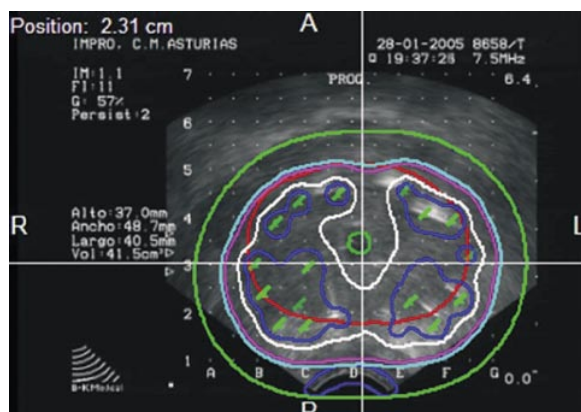 Position: 2.31 cm
A
IMPRO, C.M.ASTURIAS
28-01-2005 8658/T
19:37:26 7.5MHz
IM:1.1
FI:11
G: 57%
Persist:2
7
PROG
6.4
6
5
4
3
2
1
R
L
Alto:37.0mm
Ancho:48.7mm
Largo:40.5mm
Vol:41.5cm³
A B C D E F G 0.0
B-KMedical
P